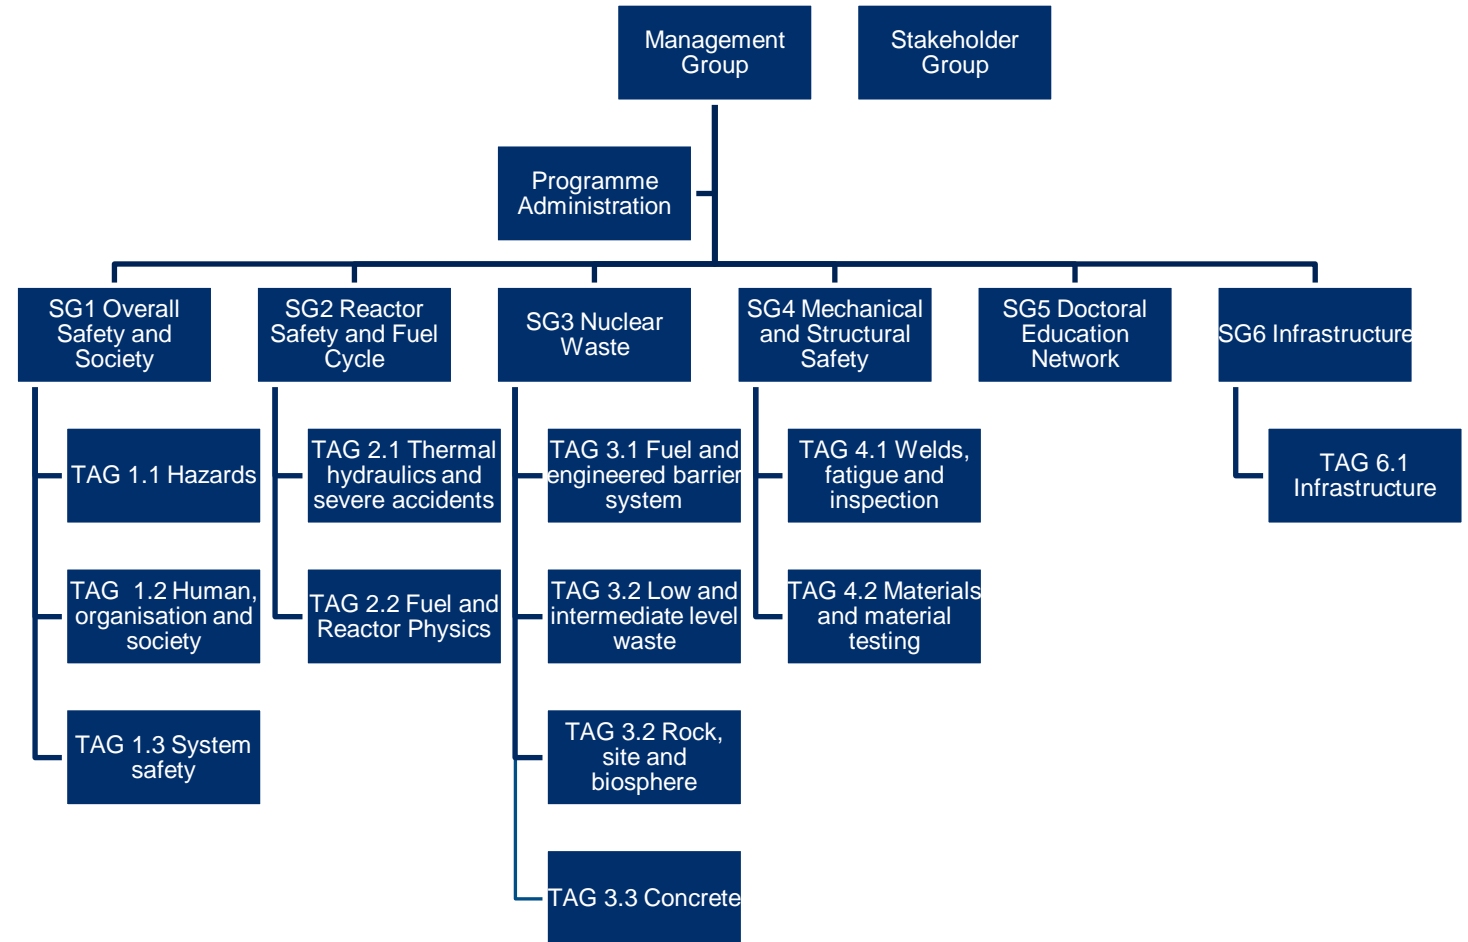 Management
Group
Stakeholder
Group
Programme
Administration
SG1 Overall
Safety and
Society
SG2 Reactor
Safety and Fuel
Cycle
SG3 Nuclear
Waste
SG4 Mechanical
and Structural
Safety
SG5 Doctoral
Education
Network
SG6 Infrastructure
TAG 1.1 Hazards
TAG 2.1 Thermal
hydraulics and
severe accidents
TAG 3.1 Fuel and
engineered barrier
system
TAG 4.1 Welds,
fatigue and
inspection
TAG 6.1
Infrastructure
TAG  1.2 Human,
organisation and
society
TAG 2.2 Fuel and
Reactor Physics
TAG 3.2 Low and
intermediate level
waste
TAG 4.2 Materials
and material
testing
TAG 1.3 System
safety
TAG 3.2 Rock,
site and
biosphere
TAG 3.3 Concrete